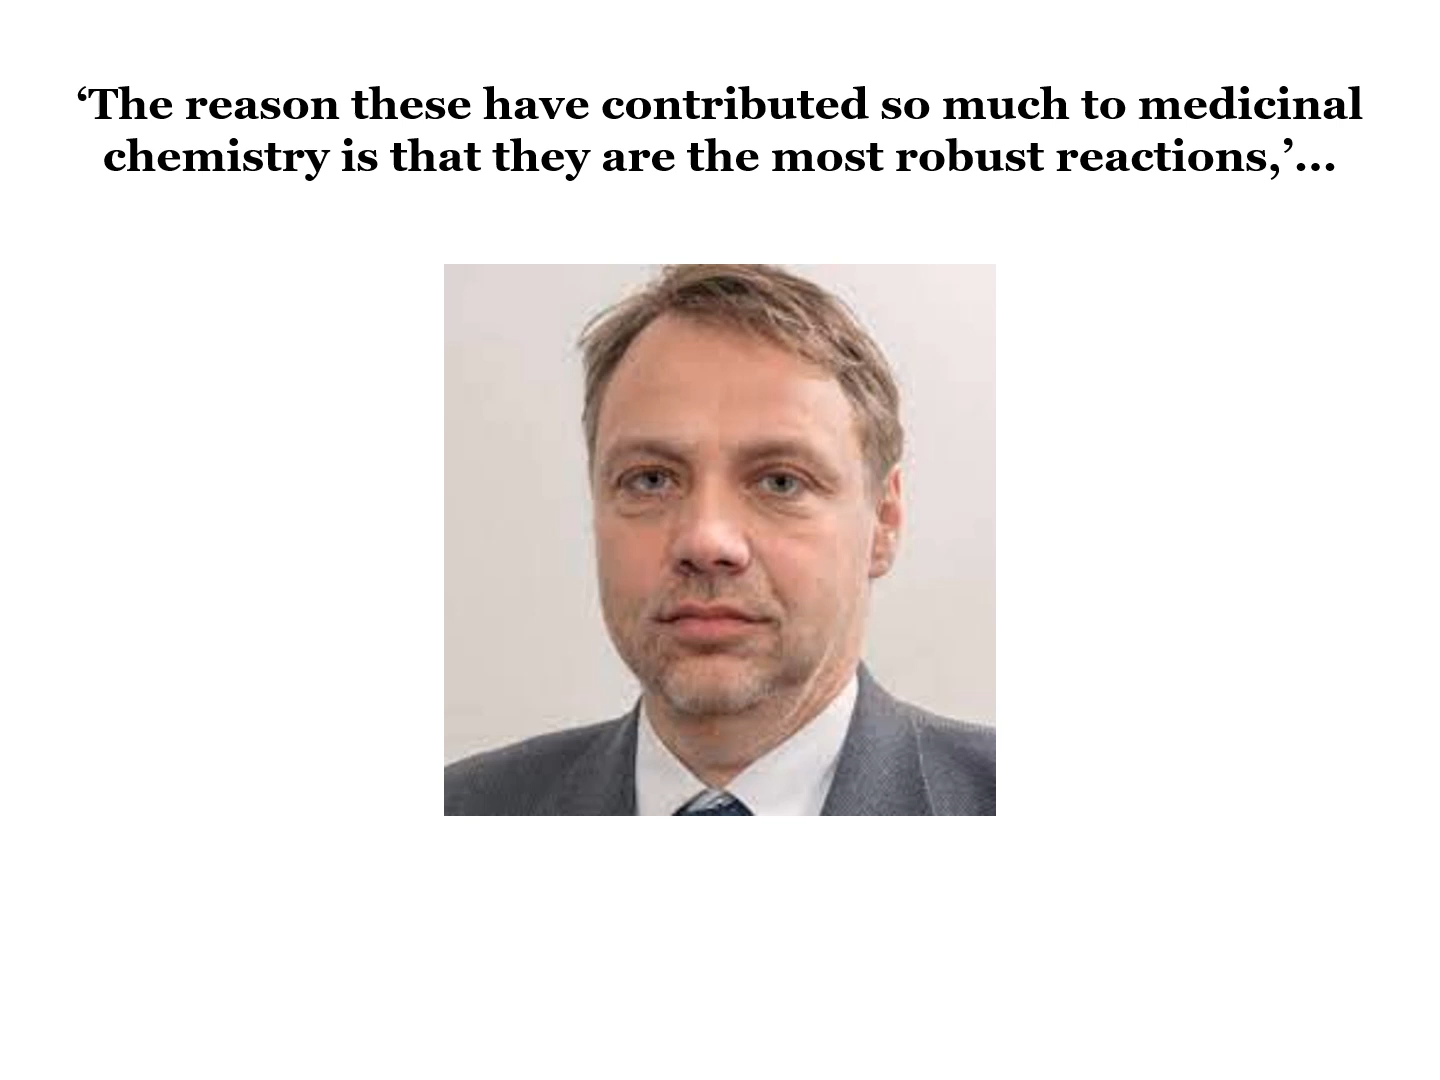 ‘The reason these have contributed so much to medicinal
chemistry is that they are the most robust reactions,’...